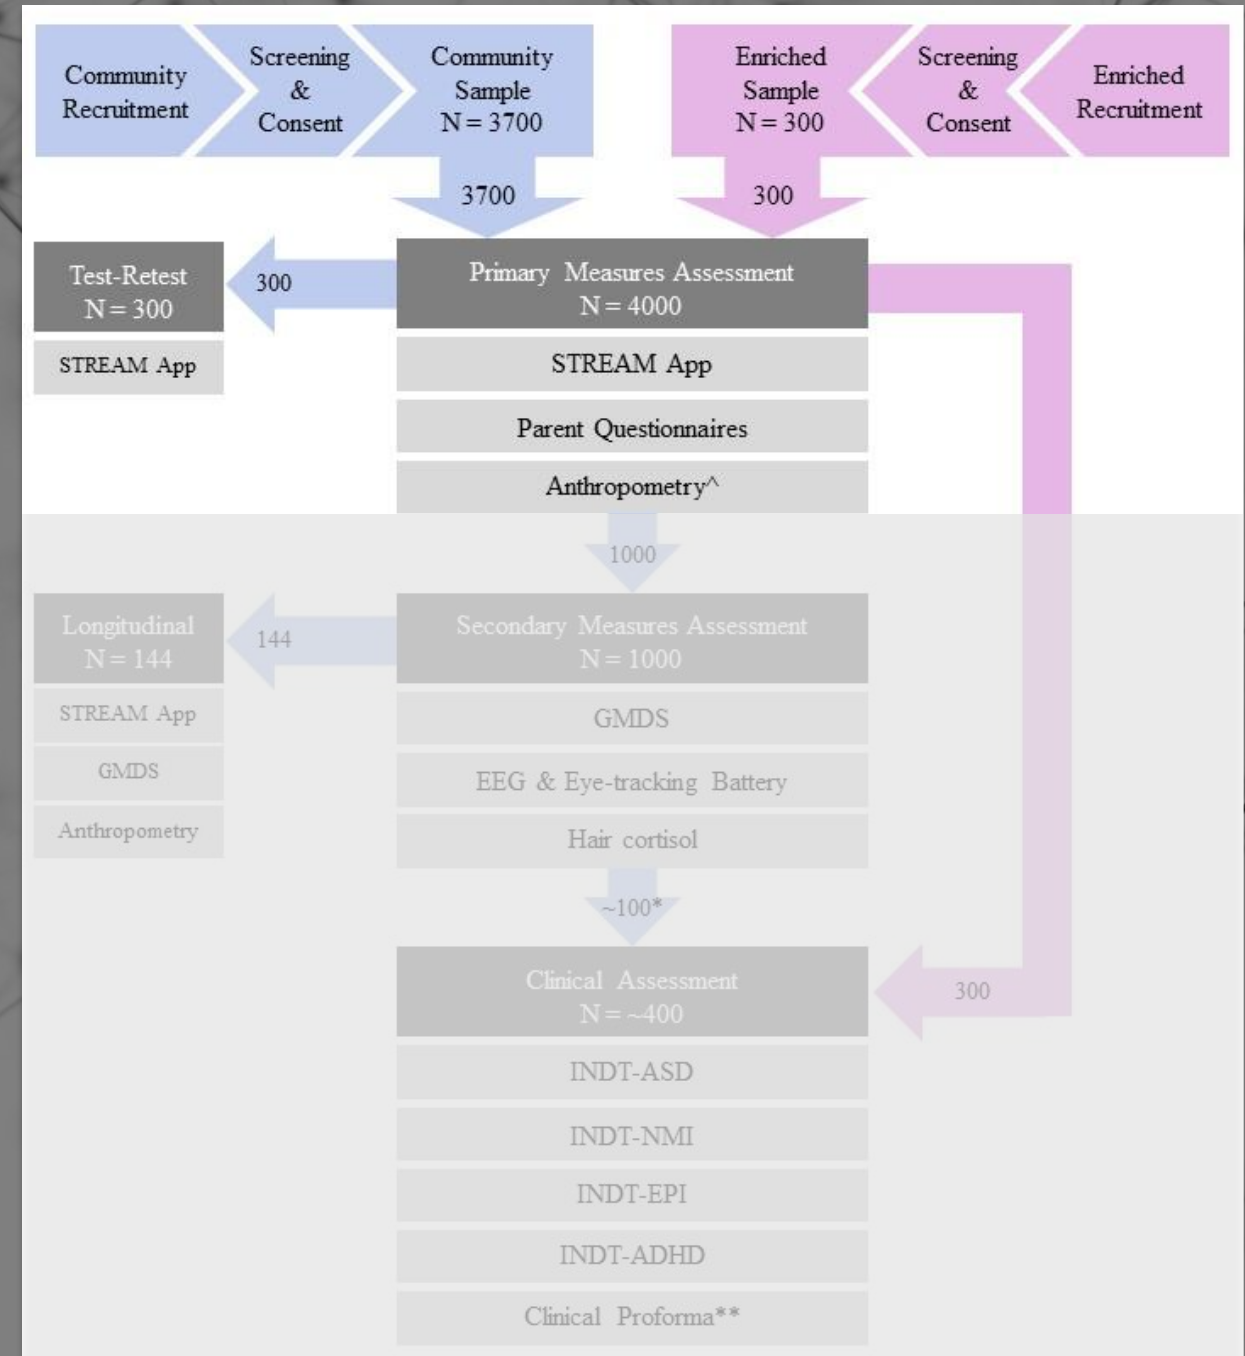 Community
Recruitment
Screening
&
Consent
Community
Sample
N = 3700
Enriched
Sample
N = 300
Screening
&
Consent
Enriched
Recruitment
3700
300
Test-Retest
N = 300
300
Primary Measures Assessment
N = 4000
STREAM App
STREAM App
Parent Questionnaires
Anthropometry^
1000
Longitudinal
N = 144
144
Secondary Measures Assessment
N = 1000
STREAM App
GMDS
GMDS
EEG & Eye-tracking Battery
Anthropometry
Hair cortisol
~100*
Clinical Assessment
N = ~400
300
INDT-ASD
INDT-NMI
INDT-EPI
INDT-ADHD
Clinical Proforma**